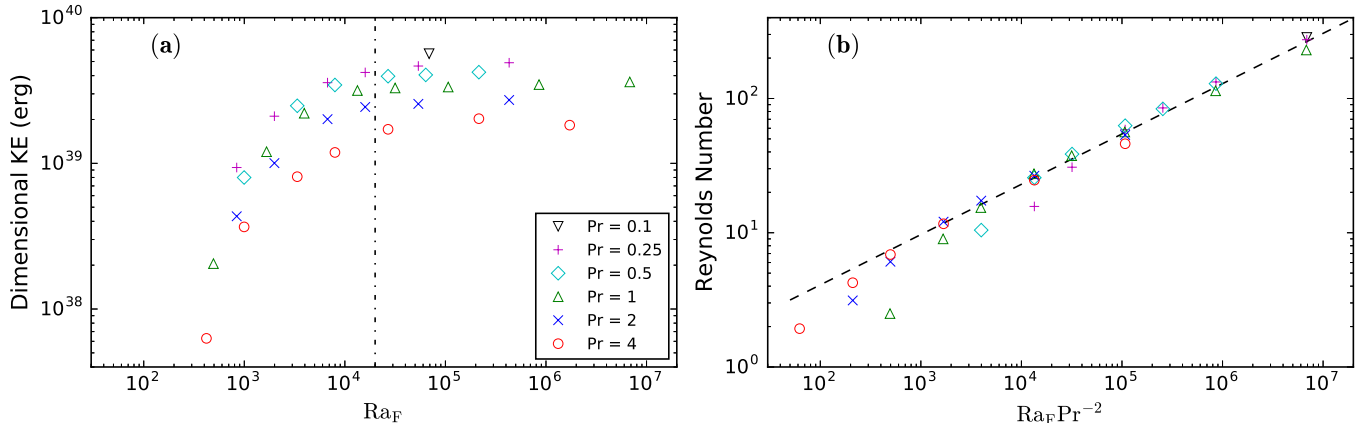 (a)
Dimensional KE (erg)
10^40
10^39
10^38
10^2 10^3 10^4 10^5 10^6 10^7
Ra_F
Pr = 0.1
Pr = 0.25
Pr = 0.5
Pr = 1
Pr = 2
Pr = 4
(b)
Reynolds Number
10^2
10^1
10^0
10^2 10^3 10^4 10^5 10^6 10^7
Ra_F Pr^−2